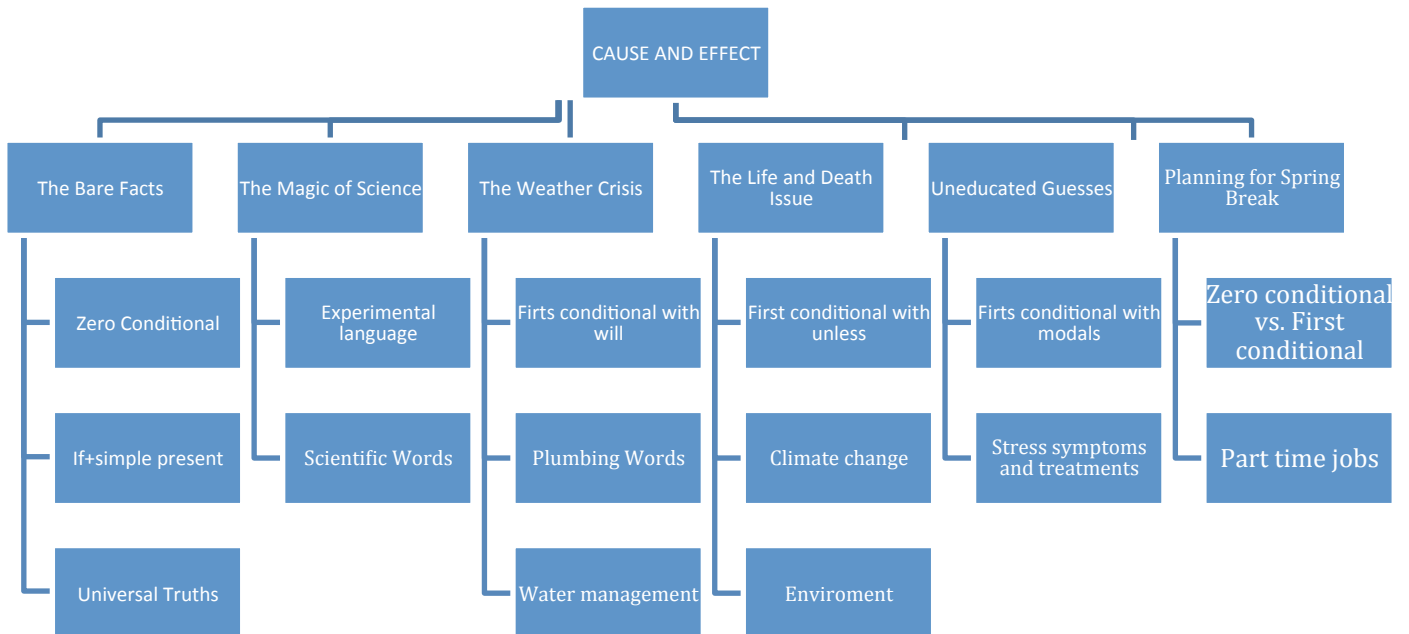 CAUSE AND EFFECT
The Bare Facts
The Magic of Science
The Weather Crisis
The Life and Death
Issue
Uneducated Guesses
Planning for Spring
Break
Zero Conditional
Experimental
language
Firts conditional with
will
First conditional with
unless
Firts conditional with
modals
Zero conditional
vs. First
conditional
If+simple present
Scientific Words
Plumbing Words
Climate change
Stress symptoms
and treatments
Part time jobs
Universal Truths
Water management
Enviroment